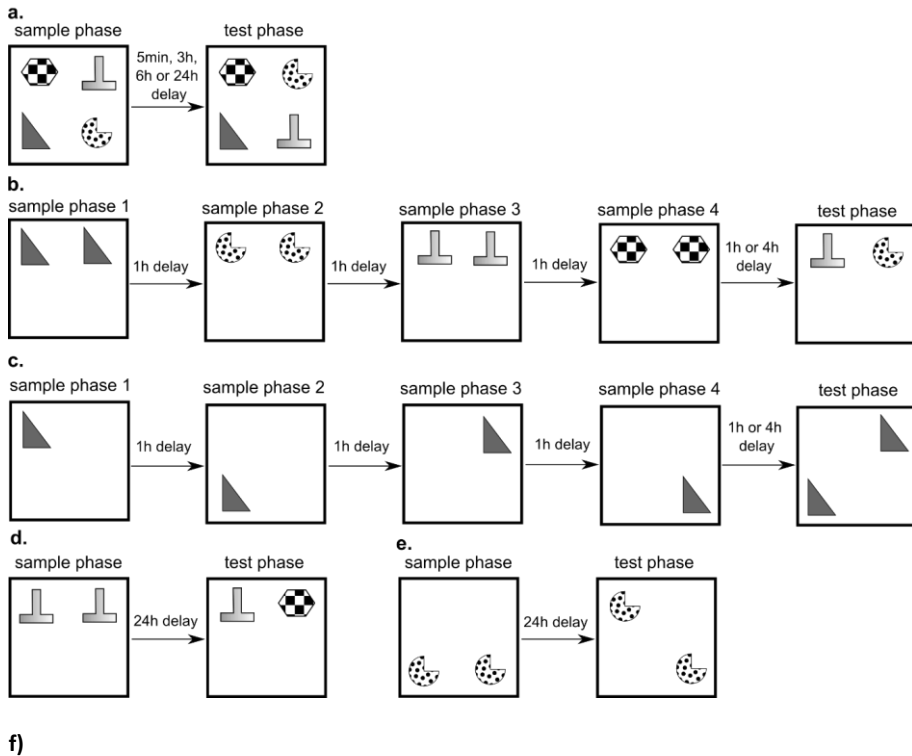 a.
sample phase
test phase
5min, 3h,
6h or 24h
delay
b.
sample phase 1
sample phase 2
sample phase 3
sample phase 4
test phase
1h delay
1h delay
1h delay
1h or 4h
delay
c.
sample phase 1
sample phase 2
sample phase 3
sample phase 4
test phase
1h delay
1h delay
1h delay
1h or 4h
delay
d.
sample phase
test phase
24h delay
e.
sample phase
test phase
24h delay
f)